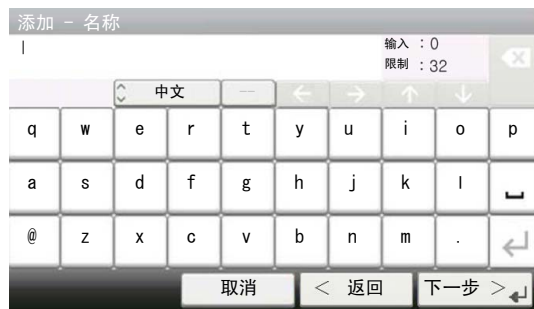 添加 - 名称
输入 :0
限制 :32
中文
q w e r t y u i o p
a s d f g h j k l
@ z x c v b n m .
取消 < 返回 下一步 >